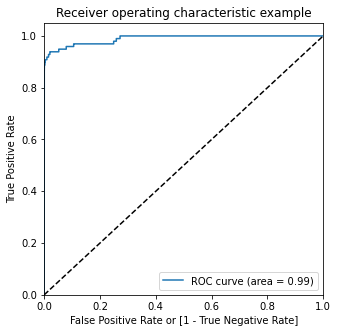 Receiver operating characteristic example
1.0
0.8
0.6
0.4
0.2
0.0
True Positive Rate
ROC curve (area = 0.99)
0.0 0.2 0.4 0.6 0.8 1.0
False Positive Rate or [1 - True Negative Rate]